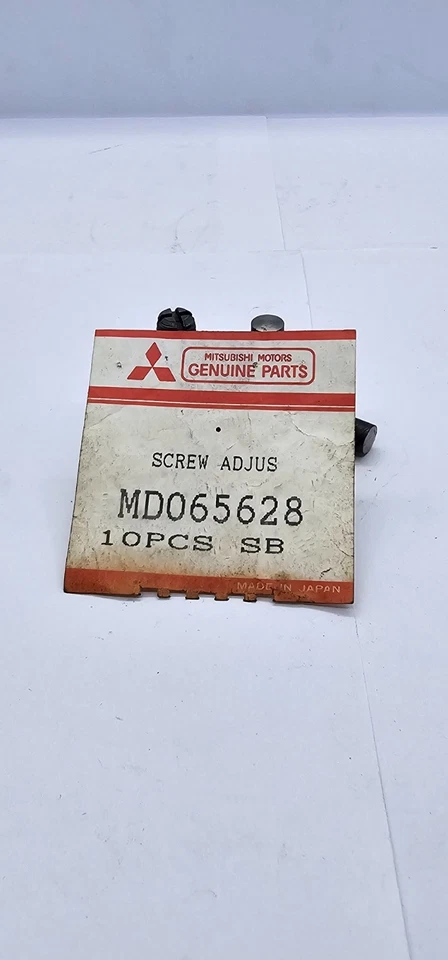 MITSUBISHI MOTORS
GENUINE PARTS
SCREW ADJUS
MD065628
10PCS SB
MADE IN JAPAN